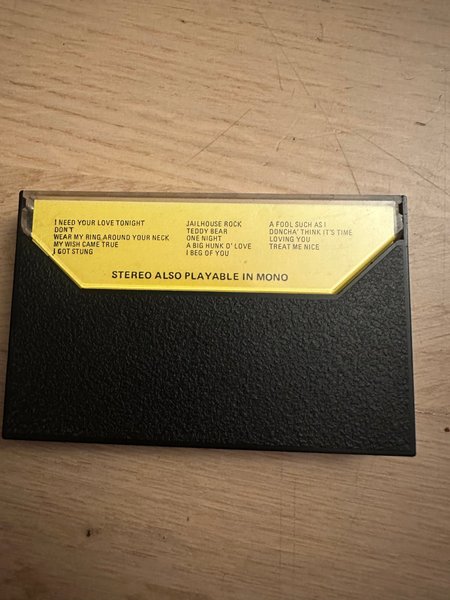 I NEED YOUR LOVE TONIGHT
DON'T
WEAR MY RING AROUND YOUR NECK
MY WISH CAME TRUE
I GOT STUNG
JAILHOUSE ROCK
TEDDY BEAR
ONE NIGHT
A BIG HUNK O' LOVE
I BEG OF YOU
A FOOL SUCH AS I
DONCHA' THINK IT'S TIME
LOVING YOU
TREAT ME NICE
STEREO ALSO PLAYABLE IN MONO